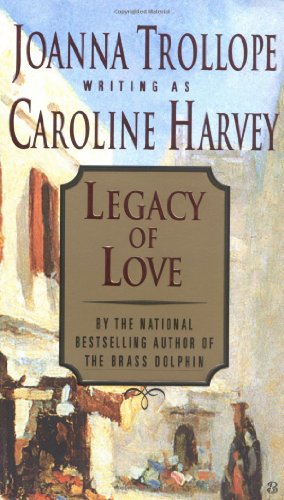 JOANNA TROLLOPE
WRITING AS
CAROLINE HARVEY
LEGACY
OF
LOVE
BY THE NATIONAL
BESTSELLING AUTHOR OF
THE BRASS DOLPHIN
B